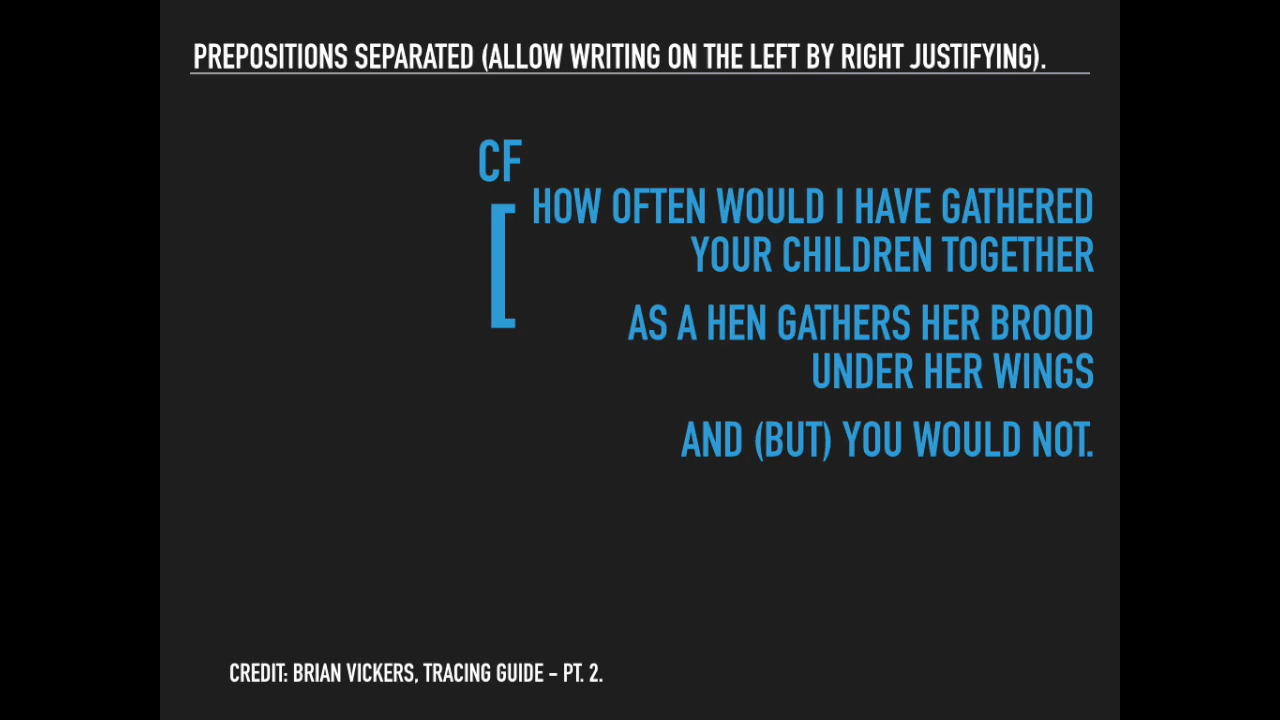 PREPOSITIONS SEPARATED (ALLOW WRITING ON THE LEFT BY RIGHT JUSTIFYING).
CF
[
HOW OFTEN WOULD I HAVE GATHERED
YOUR CHILDREN TOGETHER
AS A HEN GATHERS HER BROOD
UNDER HER WINGS
AND (BUT) YOU WOULD NOT.
CREDIT: BRIAN VICKERS, TRACING GUIDE - PT. 2.